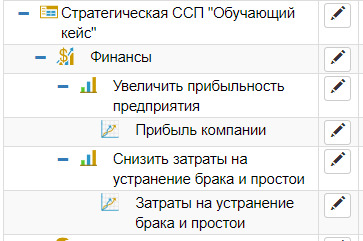 Стратегическая ССП "Обучающий
кейс"
Финансы
Увеличить прибыльность
предприятия
Прибыль компании
Снизить затраты на
устранение брака и простои
Затраты на устранение
брака и простои